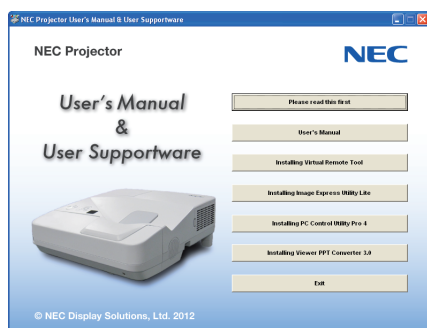 NEC Projector User's Manual & User Supportware
NEC Projector
NEC
User's Manual
&
User Supportware
Please read this first
User's Manual
Installing Virtual Remote Tool
Installing Image Express Utility Lite
Installing PC Control Utility Pro 4
Installing Viewer PPT Converter 3.0
Exit
© NEC Display Solutions, Ltd. 2012